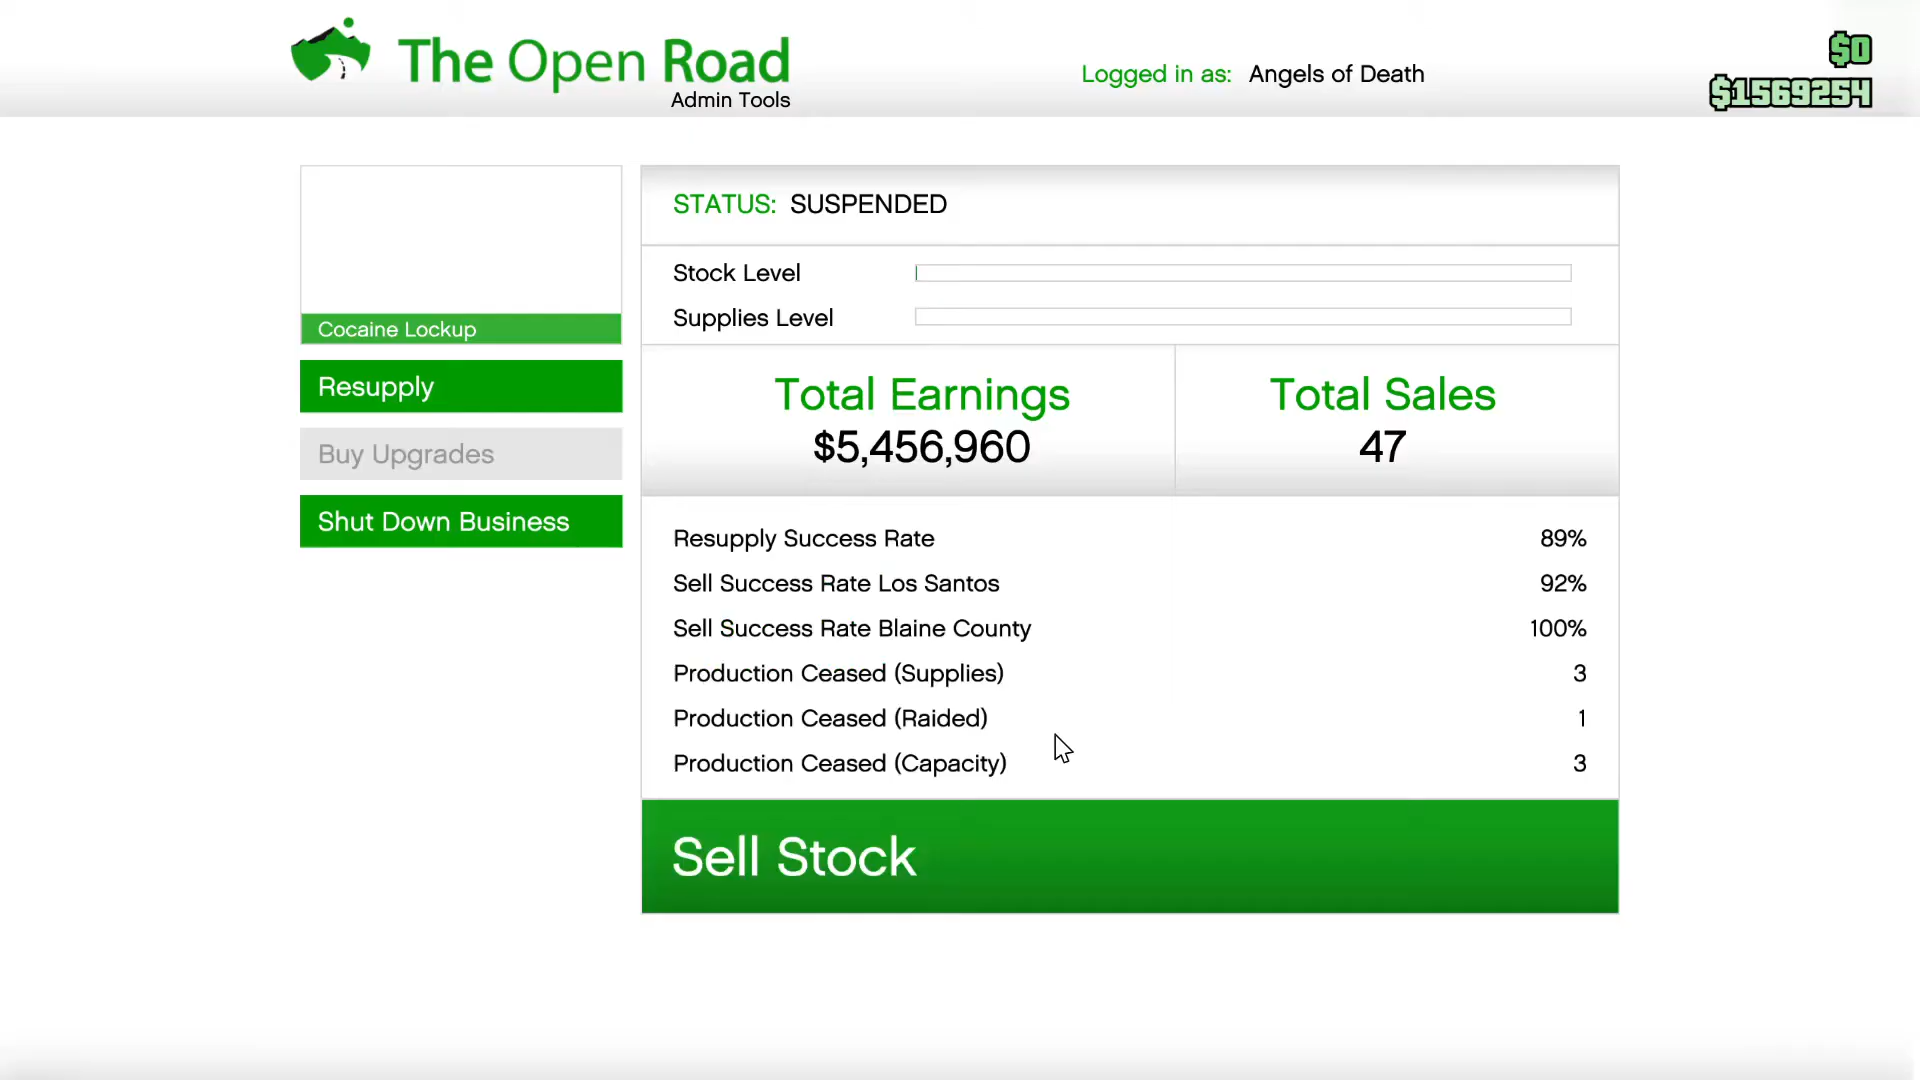 The Open Road
Admin Tools
Logged in as: Angels of Death
$0
$1569254
Cocaine Lockup
Resupply
Buy Upgrades
Shut Down Business
STATUS: SUSPENDED
Stock Level
Supplies Level
Total Earnings
$5,456,960
Total Sales
47
Resupply Success Rate 89%
Sell Success Rate Los Santos 92%
Sell Success Rate Blaine County 100%
Production Ceased (Supplies) 3
Production Ceased (Raided) 1
Production Ceased (Capacity) 3
Sell Stock